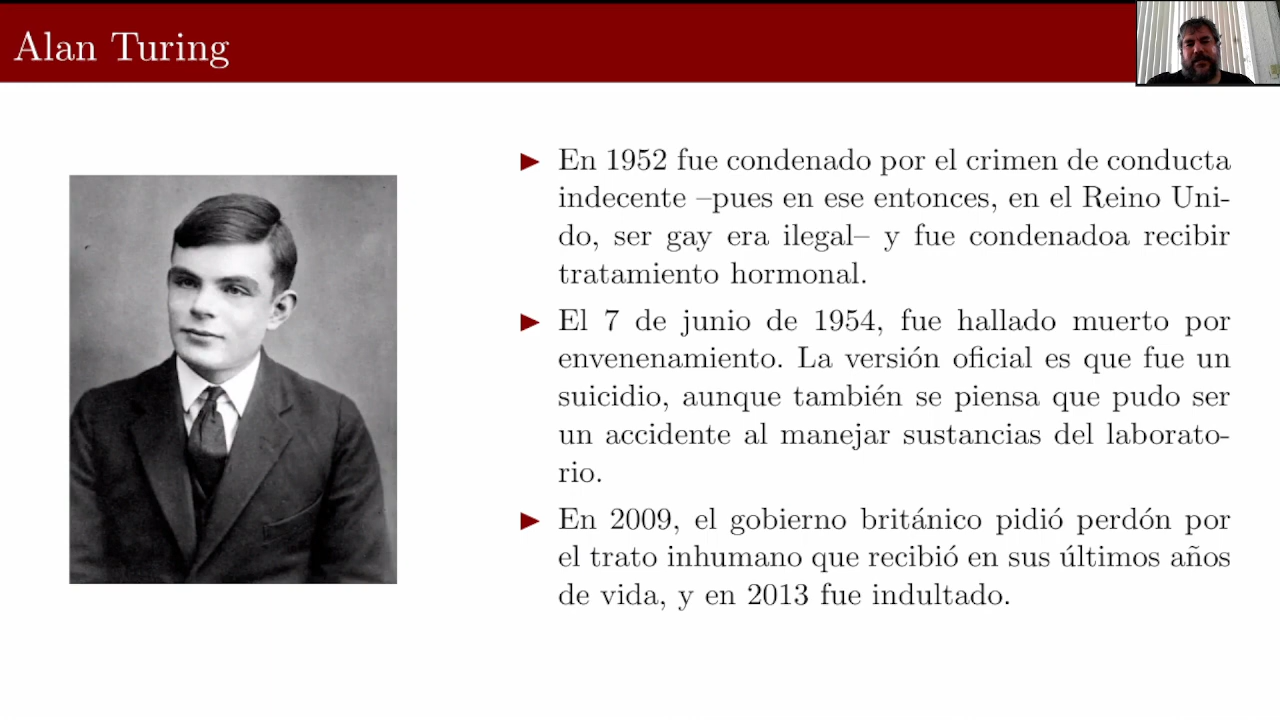 Alan Turing
▶ En 1952 fue condenado por el crimen de conducta
indecente –pues en ese entonces, en el Reino Uni-
do, ser gay era ilegal– y fue condenadoa recibir
tratamiento hormonal.
▶ El 7 de junio de 1954, fue hallado muerto por
envenenamiento. La versión oficial es que fue un
suicidio, aunque también se piensa que pudo ser
un accidente al manejar sustancias del laborato-
rio.
▶ En 2009, el gobierno británico pidió perdón por
el trato inhumano que recibió en sus últimos años
de vida, y en 2013 fue indultado.